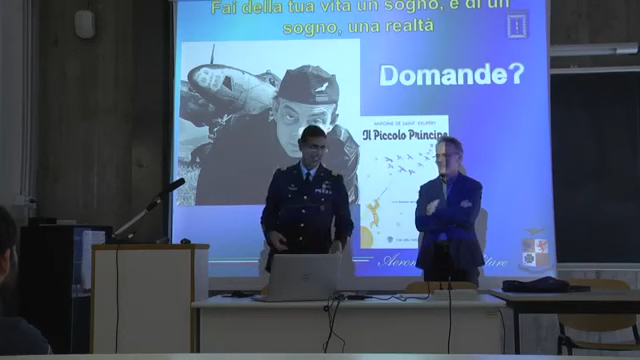 Fai della tua vita un sogno, e di un
sogno, una realtà
Domande?
ANTOINE DE SAINT-EXUPÉRY
Il Piccolo Principe